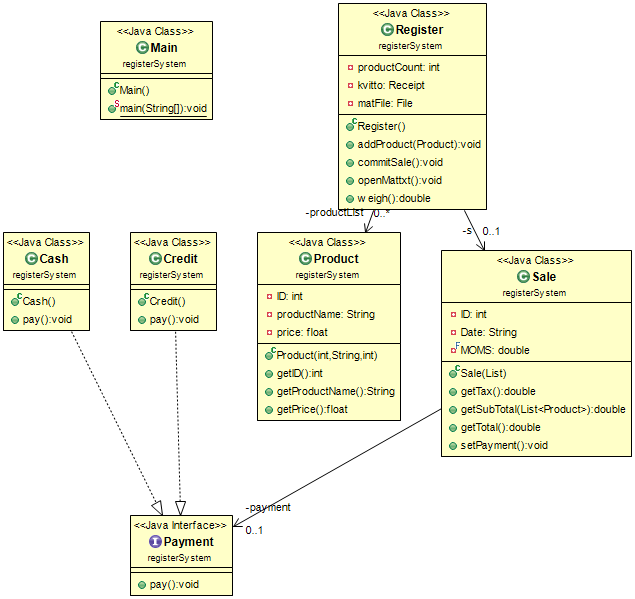 <<Java Class>>
Main
registerSystem
Main()
main(String[]):void
<<Java Class>>
Register
registerSystem
productCount: int
kvitto: Receipt
matFile: File
Register()
addProduct(Product):void
commitSale():void
openMattxt():void
weigh():double
-productList
0..*
-s
0..1
<<Java Class>>
Cash
registerSystem
Cash()
pay():void
<<Java Class>>
Credit
registerSystem
Credit()
pay():void
<<Java Class>>
Product
registerSystem
ID: int
productName: String
price: float
Product(int,String,int)
getID():int
getProductName():String
getPrice():float
<<Java Class>>
Sale
registerSystem
ID: int
Date: String
MOMS: double
Sale(List)
getTax():double
getSubTotal(List<Product>):double
getTotal():double
setPayment():void
-payment
0..1
<<Java Interface>>
Payment
registerSystem
pay():void